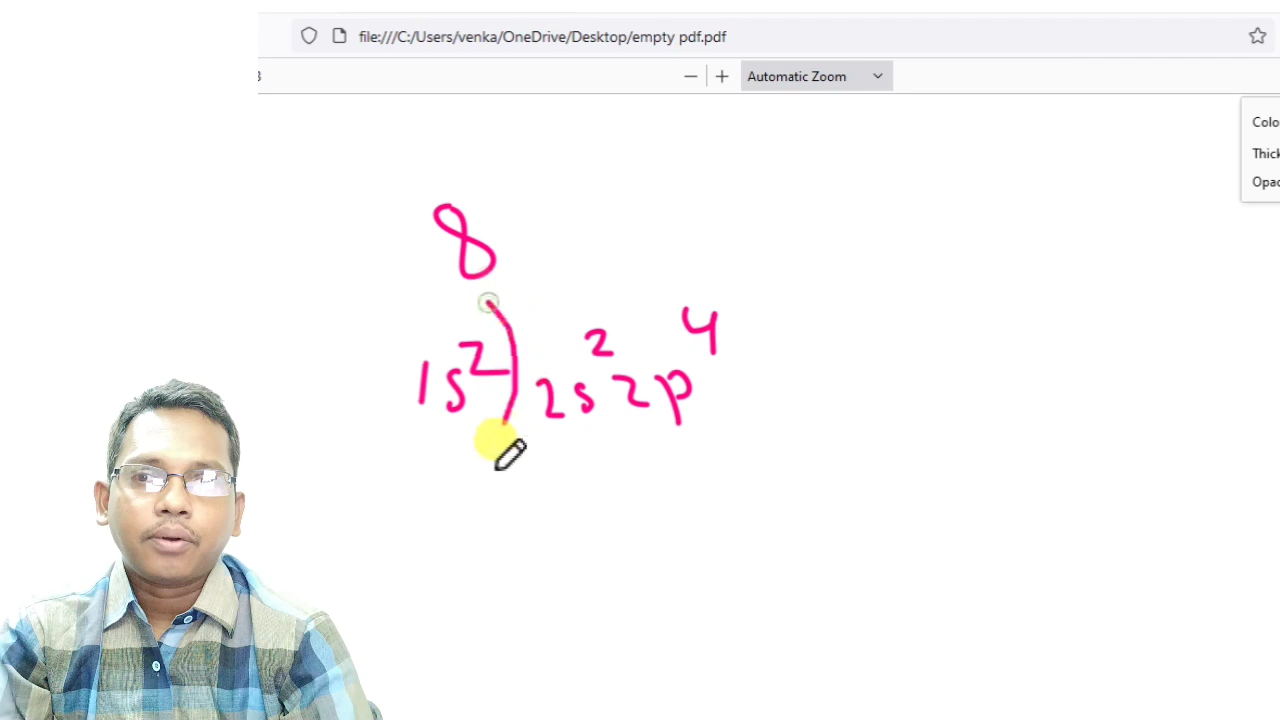 file:///C:/Users/venka/OneDrive/Desktop/empty pdf.pdf
Automatic Zoom
Colo
Thick
Opac
8
1s² ) 2s² 2p⁴